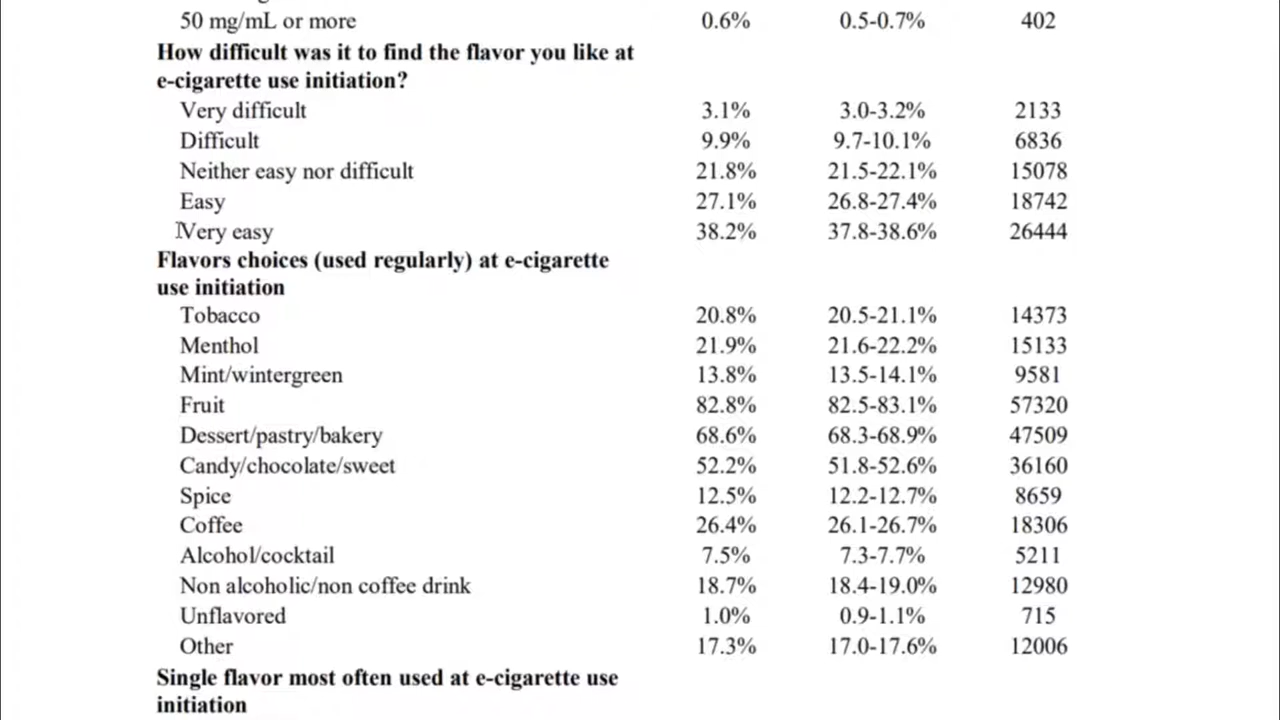 50 mg/mL or more 0.6% 0.5-0.7% 402
How difficult was it to find the flavor you like at
e-cigarette use initiation?
Very difficult 3.1% 3.0-3.2% 2133
Difficult 9.9% 9.7-10.1% 6836
Neither easy nor difficult 21.8% 21.5-22.1% 15078
Easy 27.1% 26.8-27.4% 18742
Very easy 38.2% 37.8-38.6% 26444
Flavors choices (used regularly) at e-cigarette
use initiation
Tobacco 20.8% 20.5-21.1% 14373
Menthol 21.9% 21.6-22.2% 15133
Mint/wintergreen 13.8% 13.5-14.1% 9581
Fruit 82.8% 82.5-83.1% 57320
Dessert/pastry/bakery 68.6% 68.3-68.9% 47509
Candy/chocolate/sweet 52.2% 51.8-52.6% 36160
Spice 12.5% 12.2-12.7% 8659
Coffee 26.4% 26.1-26.7% 18306
Alcohol/cocktail 7.5% 7.3-7.7% 5211
Non alcoholic/non coffee drink 18.7% 18.4-19.0% 12980
Unflavored 1.0% 0.9-1.1% 715
Other 17.3% 17.0-17.6% 12006
Single flavor most often used at e-cigarette use
initiation